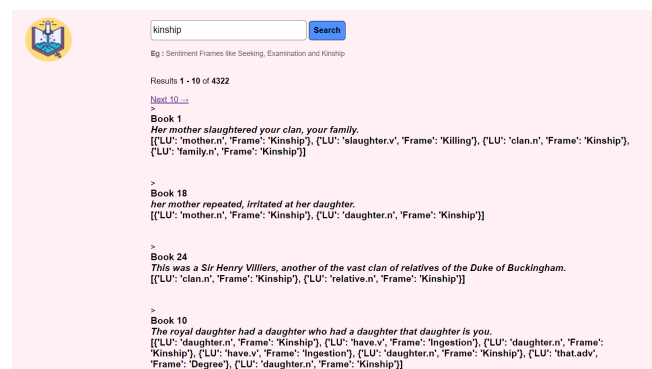 kinship
Search
Eg : Sentiment Frames like Seeking, Examination and Kinship
Results 1 - 10 of 4322
Next 10 →
>
Book 1
Her mother slaughtered your clan, your family.
[{'LU': 'mother.n', 'Frame': 'Kinship'}, {'LU': 'slaughter.v', 'Frame': 'Killing'}, {'LU': 'clan.n', 'Frame': 'Kinship'},
{'LU': 'family.n', 'Frame': 'Kinship'}]
>
Book 18
her mother repeated, irritated at her daughter.
[{'LU': 'mother.n', 'Frame': 'Kinship'}, {'LU': 'daughter.n', 'Frame': 'Kinship'}]
>
Book 24
This was a Sir Henry Villiers, another of the vast clan of relatives of the Duke of Buckingham.
[{'LU': 'clan.n', 'Frame': 'Kinship'}, {'LU': 'relative.n', 'Frame': 'Kinship'}]
>
Book 10
The royal daughter had a daughter who had a daughter that daughter is you.
[{'LU': 'daughter.n', 'Frame': 'Kinship'}, {'LU': 'have.v', 'Frame': 'Ingestion'}, {'LU': 'daughter.n', 'Frame':
'Kinship'}, {'LU': 'have.v', 'Frame': 'Ingestion'}, {'LU': 'daughter.n', 'Frame': 'Kinship'}, {'LU': 'that.adv',
'Frame': 'Degree'}, {'LU': 'daughter.n', 'Frame': 'Kinship'}]